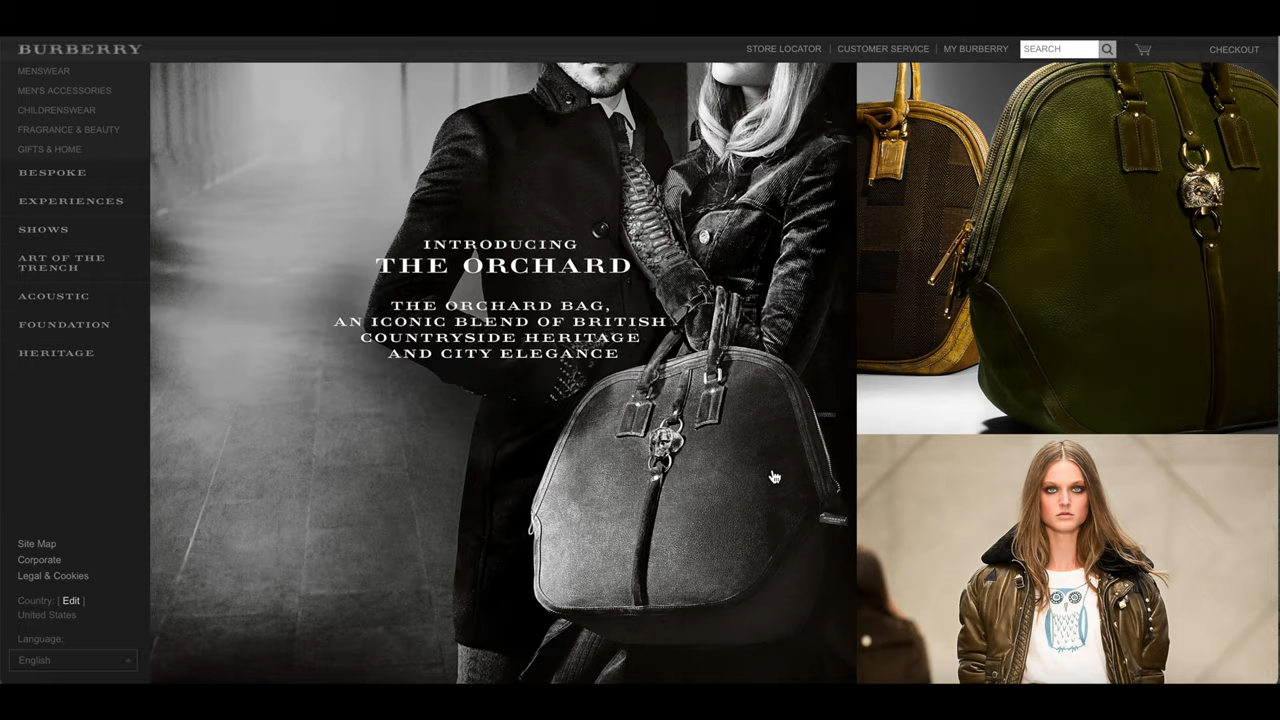 BURBERRY
STORE LOCATOR | CUSTOMER SERVICE | MY BURBERRY
SEARCH
CHECKOUT
MENSWEAR
MEN'S ACCESSORIES
CHILDRENSWEAR
FRAGRANCE & BEAUTY
GIFTS & HOME
BESPOKE
EXPERIENCES
SHOWS
ART OF THE
TRENCH
ACOUSTIC
FOUNDATION
HERITAGE
Site Map
Corporate
Legal & Cookies
Country: [ Edit ]
United States
Language:
English
INTRODUCING
THE ORCHARD
THE ORCHARD BAG,
AN ICONIC BLEND OF BRITISH
COUNTRYSIDE HERITAGE
AND CITY ELEGANCE